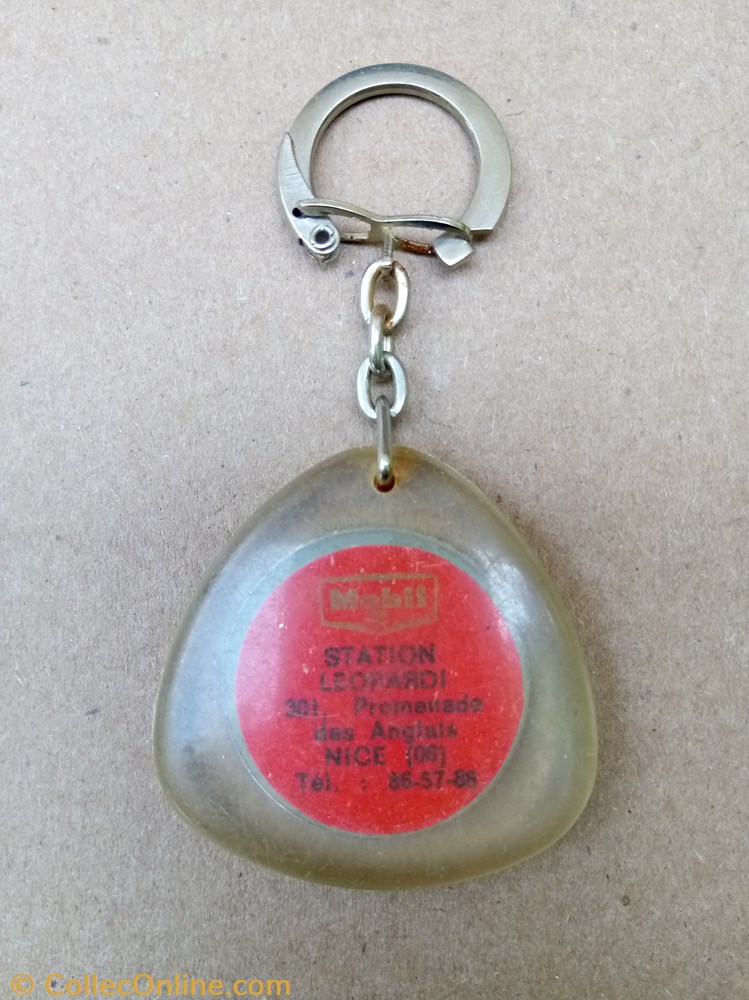 Mobil
STATION
LEOPARDI
301, Promenade
des Anglais
NICE (06)
Tél. : 86-57-86
© CollecOnline.com